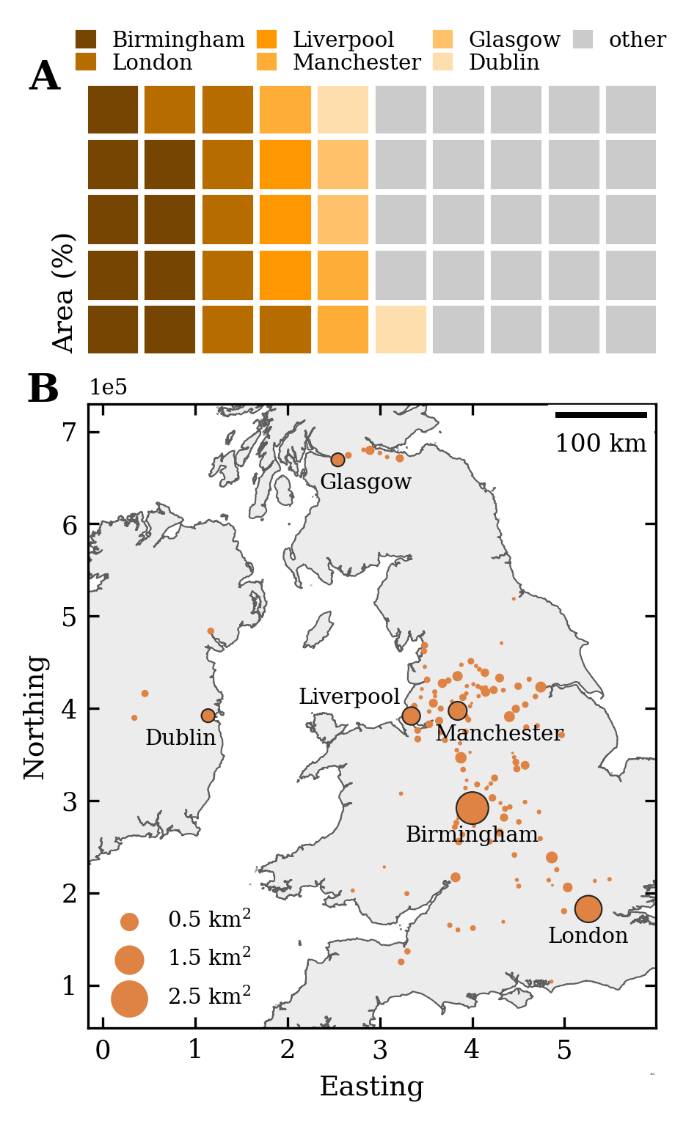 Birmingham Liverpool Glasgow other
London Manchester Dublin
A
Area (%)
B
1e5
7
100 km
Glasgow
6
5
Liverpool
4
Manchester
Dublin
Northing
3
Birmingham
2
0.5 km²
London
1.5 km²
1
2.5 km²
0 1 2 3 4 5
Easting